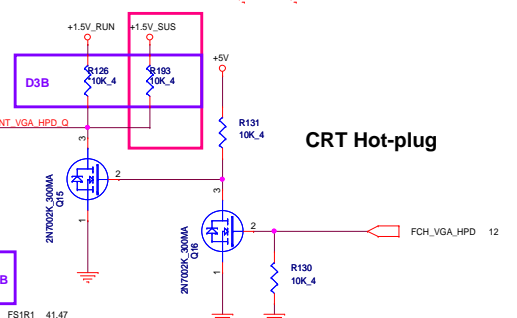 +1.5V_RUN
+1.5V_SUS
+5V
R126
*10K_4
R193
*10K_4
D3B
NT_VGA_HPD_Q
R131
10K_4
CRT Hot-plug
3
2
1
2N7002K_300MA
Q15
3
2
1
2N7002K_300MA
Q16
FCH_VGA_HPD 12
R130
10K_4
B
FS1R1 41,47